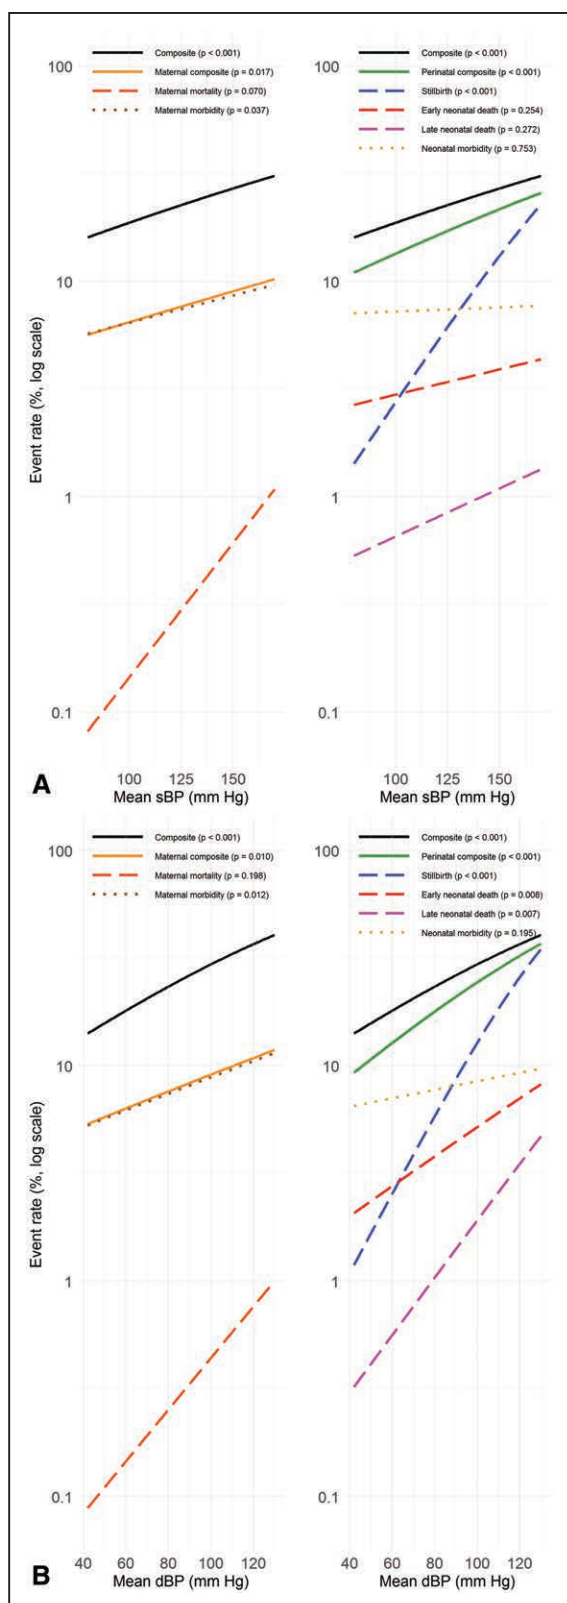 Composite (p < 0.001)
Maternal composite (p = 0.017)
Maternal mortality (p = 0.070)
Maternal morbidity (p = 0.037)
Composite (p < 0.001)
Perinatal composite (p < 0.001)
Stillbirth (p < 0.001)
Early neonatal death (p = 0.254)
Late neonatal death (p = 0.272)
Neonatal morbidity (p = 0.753)
Event rate (%, log scale)
100
10
1
0.1
100 125 150
100 125 150
Mean sBP (mm Hg)
Mean sBP (mm Hg)
A
Composite (p < 0.001)
Maternal composite (p = 0.010)
Maternal mortality (p = 0.198)
Maternal morbidity (p = 0.012)
Composite (p < 0.001)
Perinatal composite (p < 0.001)
Stillbirth (p < 0.001)
Early neonatal death (p = 0.008)
Late neonatal death (p = 0.007)
Neonatal morbidity (p = 0.195)
Event rate (%, log scale)
100
10
1
0.1
100
10
1
0.1
100
10
1
0.1
40 60 80 100 120
40 60 80 100 120
Mean dBP (mm Hg)
Mean dBP (mm Hg)
B